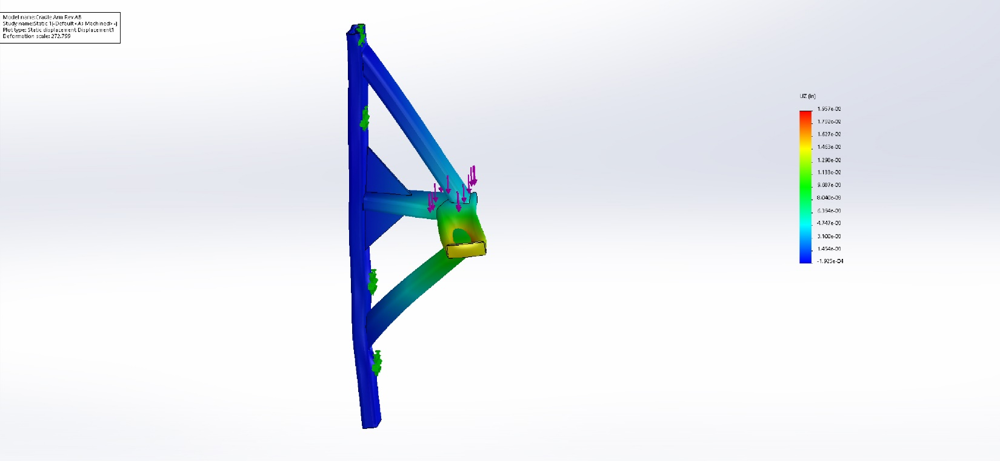 Model name:Cradle Arm Rev AB
Study name:Static 1(-Default<As Machined>-)
Plot type: Static displacement Displacement1
Deformation scale: 272.799
UZ (in)
1.957e-02
1.792e-02
1.627e-02
1.463e-02
1.298e-02
1.133e-02
9.687e-03
8.040e-03
6.394e-03
4.747e-03
3.100e-03
1.454e-03
-1.925e-04